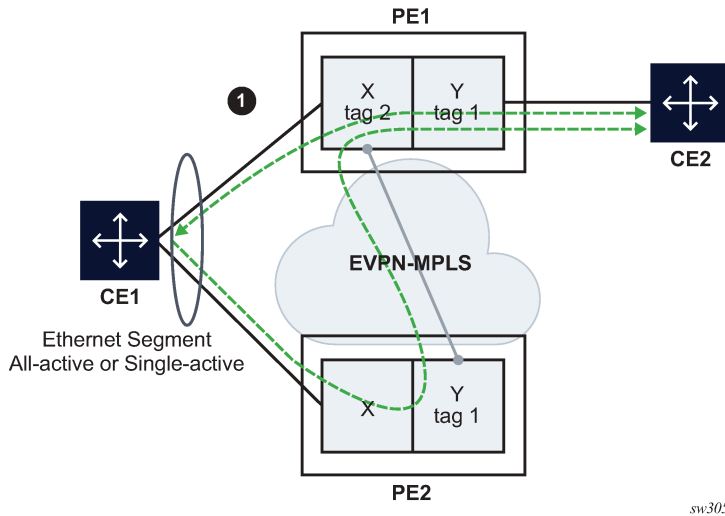 PE1
1
X
tag 2
Y
tag 1
CE2
CE1
EVPN-MPLS
Ethernet Segment
All-active or Single-active
X
Y
tag 1
PE2
sw305